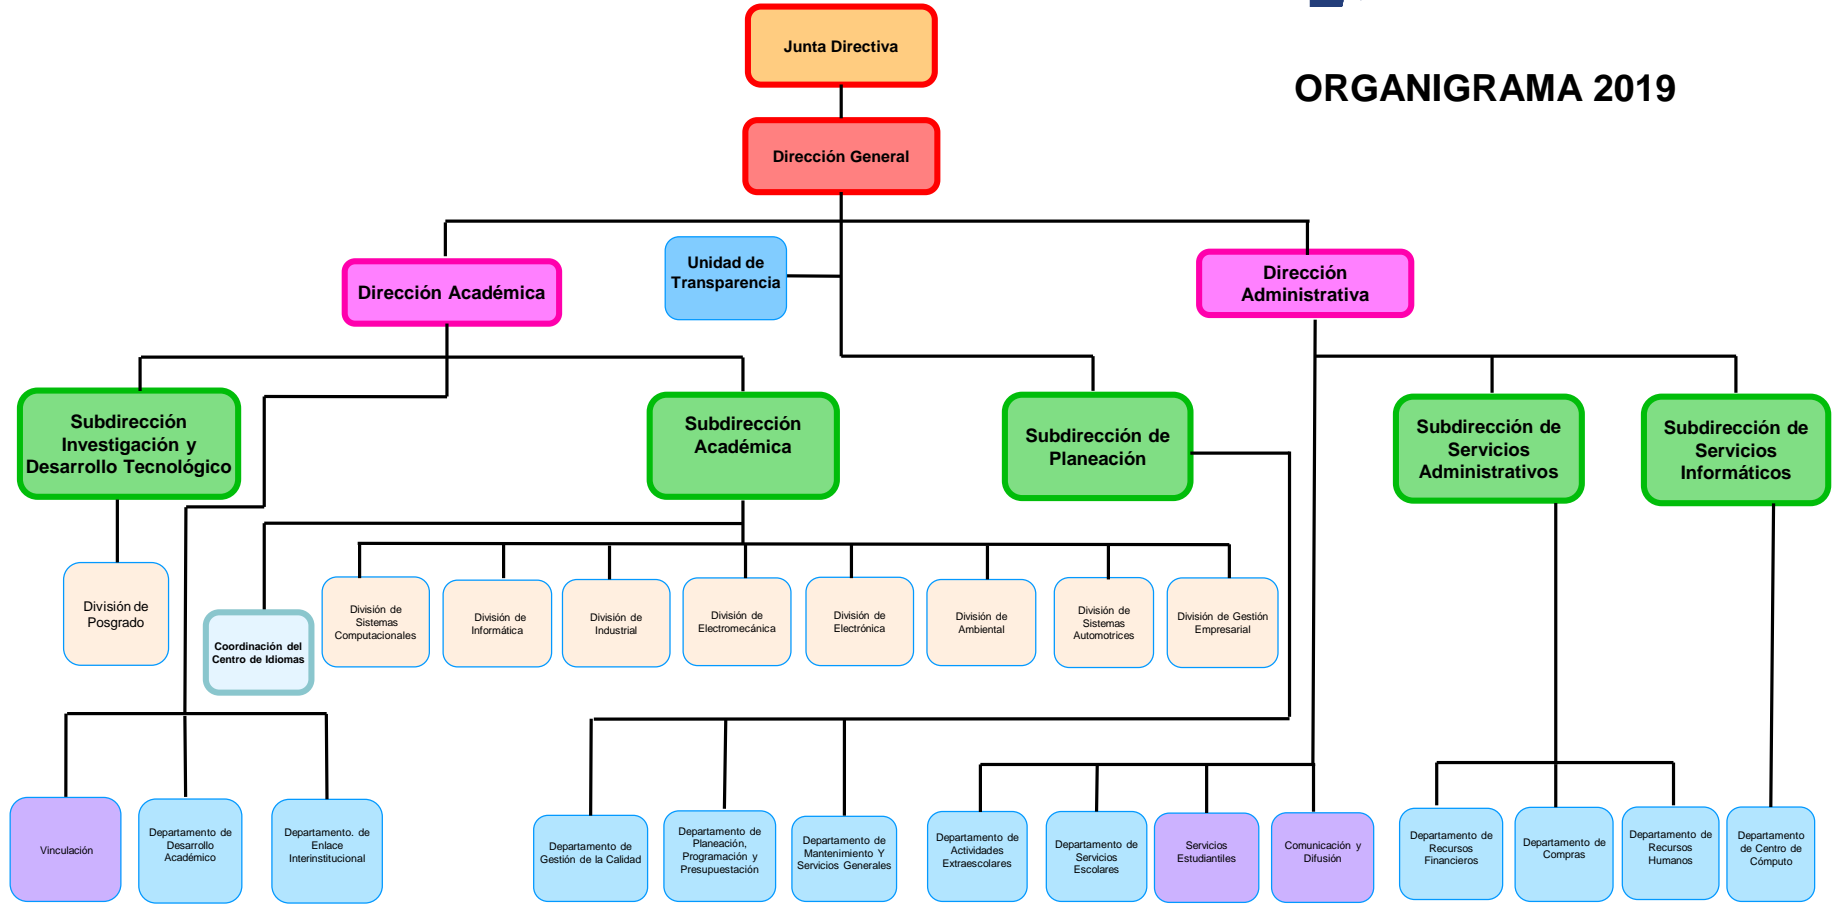 Junta Directiva
ORGANIGRAMA 2019
Dirección General
Unidad de
Transparencia
Dirección Académica
Dirección
Administrativa
Subdirección
Investigación y
Desarrollo Tecnológico
Subdirección
Académica
Subdirección de
Planeación
Subdirección de
Servicios
Administrativos
Subdirección de
Servicios
Informáticos
División de
Posgrado
Coordinación del
Centro de Idiomas
División de
Sistemas
Computacionales
División de
Informática
División de
Industrial
División de
Electromecánica
División de
Electrónica
División de
Ambiental
División de
Sistemas
Automotrices
División de Gestión
Empresarial
Vinculación
Departamento de
Desarrollo
Académico
Departamento. de
Enlace
Interinstitucional
Departamento de
Gestión de la Calidad
Departamento de
Planeación,
Programación y
Presupuestación
Departamento de
Mantenimiento Y
Servicios Generales
Departamento de
Actividades
Extraescolares
Departamento de
Servicios
Escolares
Servicios
Estudiantiles
Comunicación y
Difusión
Departamento de
Recursos
Financieros
Departamento de
Compras
Departamento de
Recursos
Humanos
Departamento
de Centro de
Cómputo